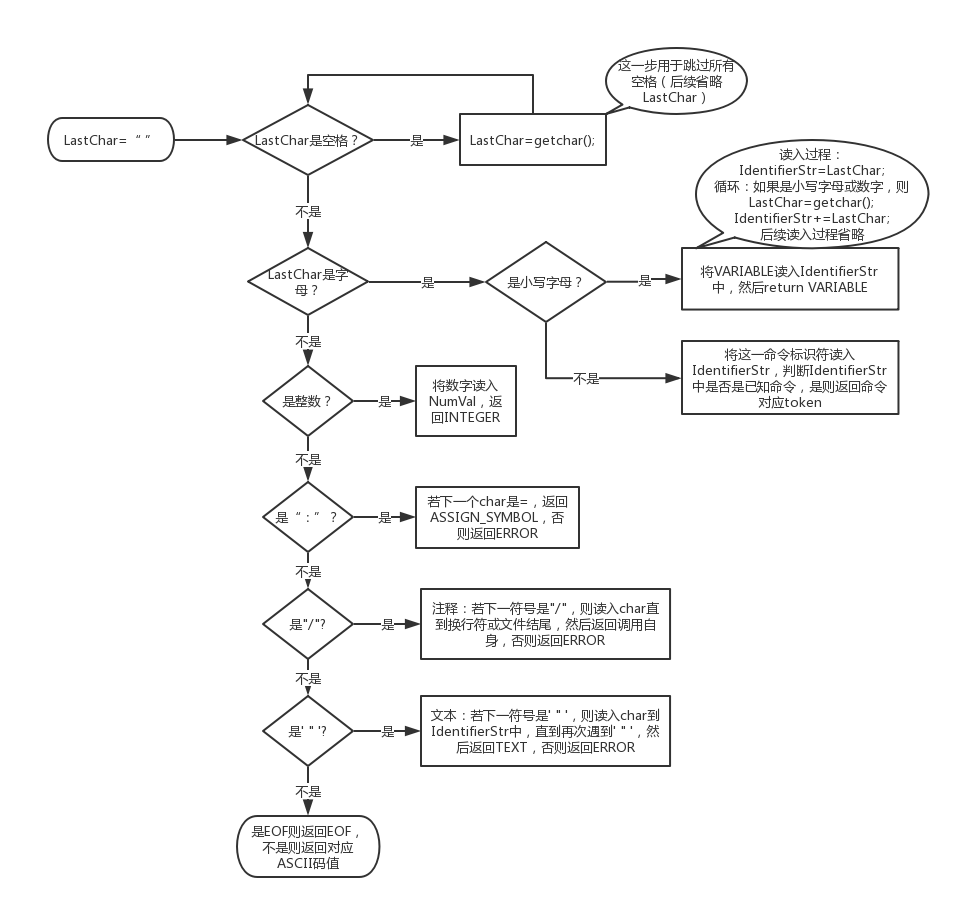 这一步用于跳过所有
空格（后续省略
LastChar）
LastChar=“ ”
LastChar是空格？
是
LastChar=getchar();
读入过程：
IdentifierStr=LastChar;
循环：如果是小写字母或数字，则
LastChar=getchar();
IdentifierStr+=LastChar;
后续读入过程省略
不是
LastChar是字
母？
是
是小写字母？
是
将VARIABLE读入IdentifierStr
中，然后return VARIABLE
不是
不是
将这一命令标识符读入
IdentifierStr，判断IdentifierStr
中是否是已知命令，是则返回命令
对应token
是整数？
是
将数字读入
NumVal，返
回INTEGER
不是
是“：”？
是
若下一个char是=，返回
ASSIGN_SYMBOL，否
则返回ERROR
不是
是"/"?
是
注释：若下一符号是"/"，则读入char直
到换行符或文件结尾，然后返回调用自
身，否则返回ERROR
不是
是' " '?
是
文本：若下一符号是' " '，则读入char到
IdentifierStr中，直到再次遇到' " '，然
后返回TEXT，否则返回ERROR
不是
是EOF则返回EOF，
不是则返回对应
ASCII码值